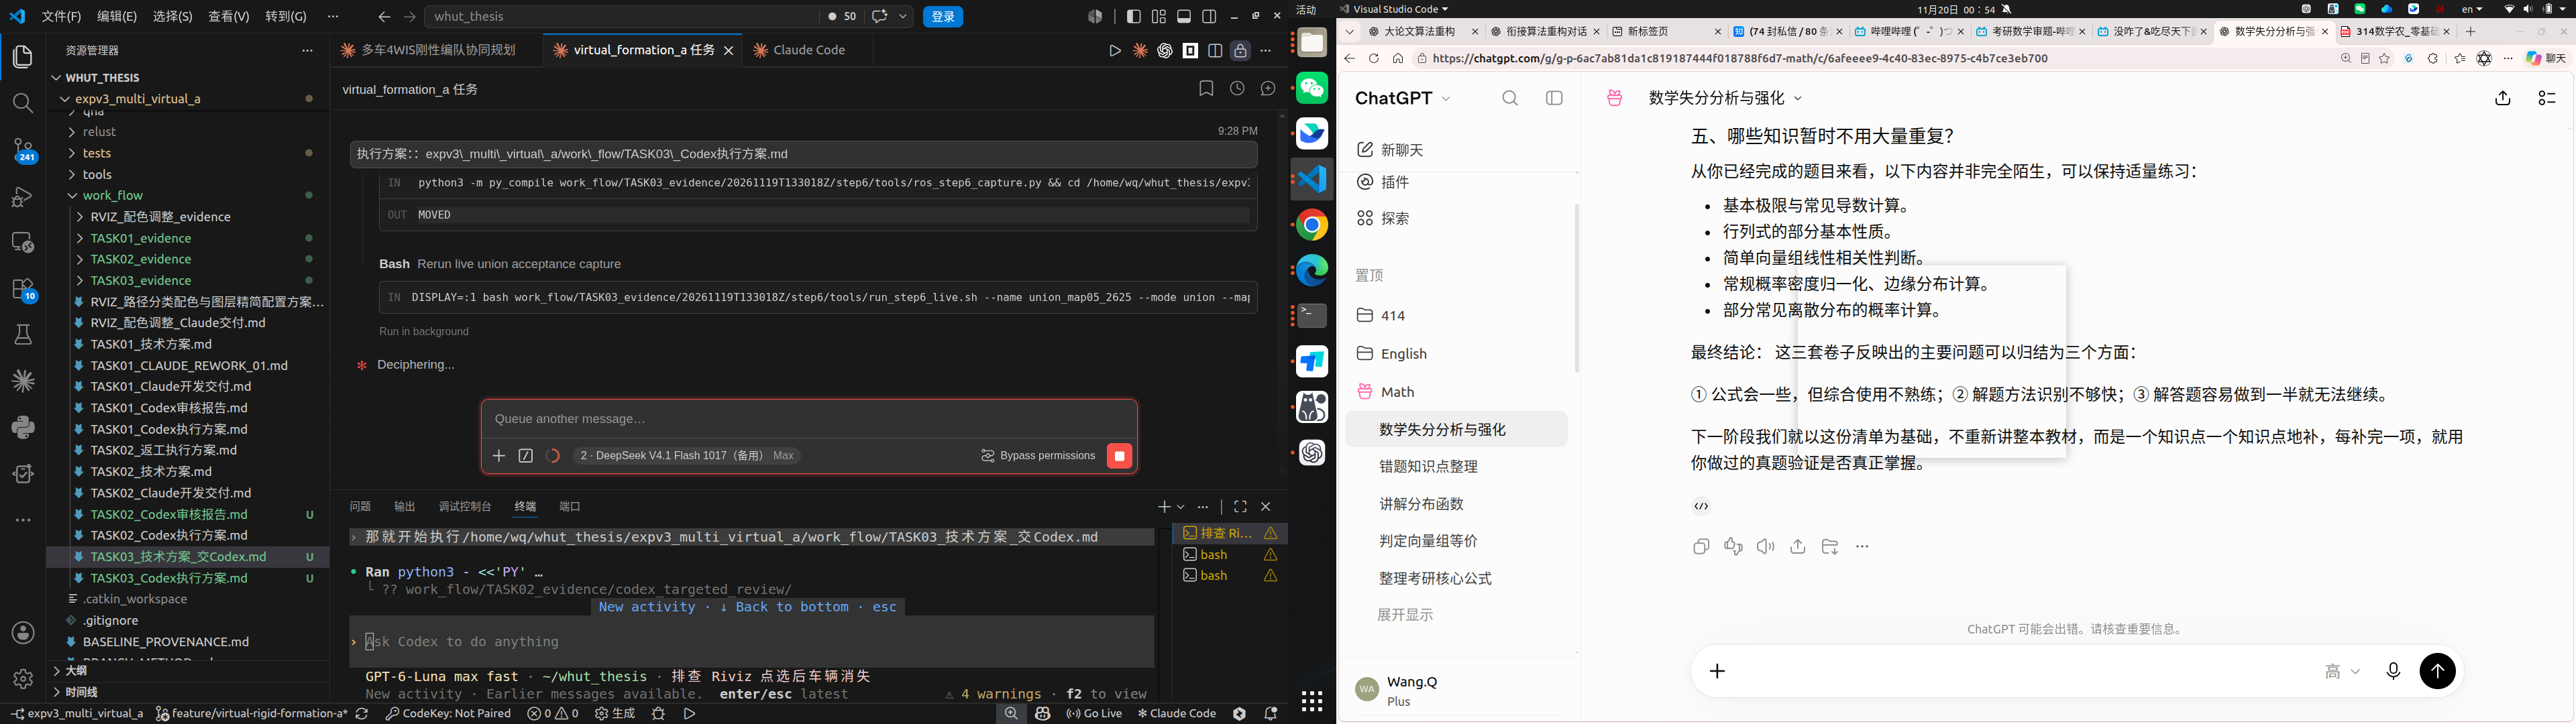 文件(F) 编辑(E) 选择(S) 查看(V) 转到(G) ···
whut_thesis
50
登录
资源管理器
WHUT_THESIS
expv3_multi_virtual_a
qna
relust
tests
tools
work_flow
RVIZ_配色调整_evidence
TASK01_evidence
TASK02_evidence
TASK03_evidence
RVIZ_路径分类配色与图层精简配置方案...
RVIZ_配色调整_Claude交付.md
TASK01_技术方案.md
TASK01_CLAUDE_REWORK_01.md
TASK01_Claude开发交付.md
TASK01_Codex审核报告.md
TASK01_Codex执行方案.md
TASK02_返工执行方案.md
TASK02_技术方案.md
TASK02_Claude开发交付.md
TASK02_Codex审核报告.md U
TASK02_Codex执行方案.md
TASK03_技术方案_交Codex.md U
TASK03_Codex执行方案.md U
.catkin_workspace
.gitignore
BASELINE_PROVENANCE.md
大纲
时间线
241
10
多车4WIS刚性编队协同规划
virtual_formation_a 任务
Claude Code
virtual_formation_a 任务
9:28 PM
执行方案: : expv3\_multi\_virtual\_a/work\_flow/TASK03\_Codex执行方案.md
IN python3 -m py_compile work_flow/TASK03_evidence/20261119T133018Z/step6/tools/ros_step6_capture.py && cd /home/wq/whut_thesis/expv3
OUT MOVED
Bash Rerun live union acceptance capture
IN DISPLAY=:1 bash work_flow/TASK03_evidence/20261119T133018Z/step6/tools/run_step6_live.sh --name union_map05_2625 --mode union --map
Run in background
Deciphering...
Queue another message…
2 · DeepSeek V4.1 Flash 1017（备用） Max
Bypass permissions
问题 输出 调试控制台 终端 端口
› 那就开始执行/home/wq/whut_thesis/expv3_multi_virtual_a/work_flow/TASK03_技术方案_交Codex.md
• Ran python3 - <<'PY' …
└ ?? work_flow/TASK02_evidence/codex_targeted_review/
New activity · ↓ Back to bottom · esc
› Ask Codex to do anything
GPT-6-Luna max fast · ~/whut_thesis · 排查 Riviz 点选后车辆消失
New activity · Earlier messages available. enter/esc latest ⚠ 4 warnings · f2 to view
排查 Ri...
bash
bash
expv3_multi_virtual_a
feature/virtual-rigid-formation-a*
CodeKey: Not Paired
0 0
生成
Go Live
Claude Code
活动
Visual Studio Code
11月20日 00：54
en
大论文算法重构
衔接算法重构对话
新标签页
(74 封私信 / 80 条
哔哩哔哩 (゜-゜)つ
考研数学审题-哔哩
没咋了&吃尽天下
数学失分分析与强
314数学农_零基础
https://chatgpt.com/g/g-p-6ac7ab81da1c819187444f018788f6d7-math/c/6afeeee9-4c40-83ec-8975-c4b7ce3eb700
聊天
ChatGPT
新聊天
插件
探索
置顶
414
English
Math
数学失分分析与强化
错题知识点整理
讲解分布函数
判定向量组等价
整理考研核心公式
展开显示
WA
Wang.Q
Plus
数学失分分析与强化
五、哪些知识暂时不用大量重复？
从你已经完成的题目来看，以下内容并非完全陌生，可以保持适量练习：
• 基本极限与常见导数计算。
• 行列式的部分基本性质。
• 简单向量组线性相关性判断。
• 常规概率密度归一化、边缘分布计算。
• 部分常见离散分布的概率计算。
最终结论： 这三套卷子反映出的主要问题可以归结为三个方面：
① 公式会一些，但综合使用不熟练；② 解题方法识别不够快；③ 解答题容易做到一半就无法继续。
下一阶段我们就以这份清单为基础，不重新讲整本教材，而是一个知识点一个知识点地补，每补完一项，就用
你做过的真题验证是否真正掌握。
ChatGPT 可能会出错。请核查重要信息。
高